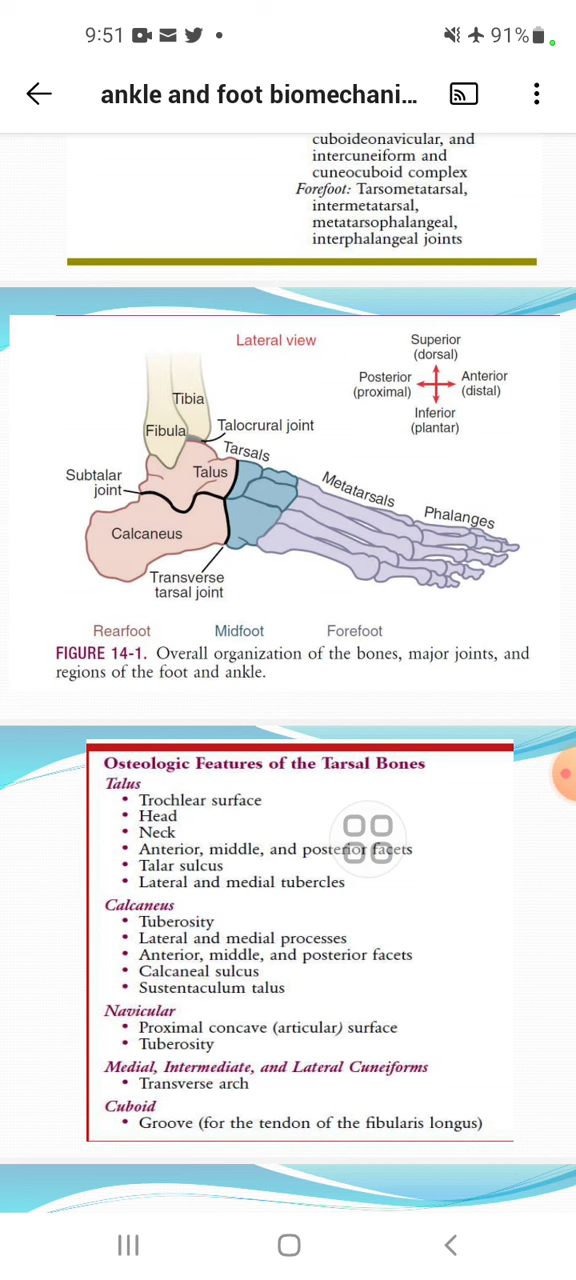 9:51
91%
ankle and foot biomechani...
cuboideonavicular, and
intercuneiform and
cuneocuboid complex
Forefoot: Tarsometatarsal,
intermetatarsal,
metatarsophalangeal,
interphalangeal joints
Lateral view
Superior
(dorsal)
Posterior
(proximal)
Anterior
(distal)
Inferior
(plantar)
Tibia
Fibula
Talocrural joint
Tarsals
Talus
Subtalar
joint
Metatarsals
Phalanges
Calcaneus
Transverse
tarsal joint
Rearfoot Midfoot Forefoot
FIGURE 14-1. Overall organization of the bones, major joints, and
regions of the foot and ankle.
Osteologic Features of the Tarsal Bones
Talus
• Trochlear surface
• Head
• Neck
• Anterior, middle, and posterior facets
• Talar sulcus
• Lateral and medial tubercles
Calcaneus
• Tuberosity
• Lateral and medial processes
• Anterior, middle, and posterior facets
• Calcaneal sulcus
• Sustentaculum talus
Navicular
• Proximal concave (articular) surface
• Tuberosity
Medial, Intermediate, and Lateral Cuneiforms
• Transverse arch
Cuboid
• Groove (for the tendon of the fibularis longus)